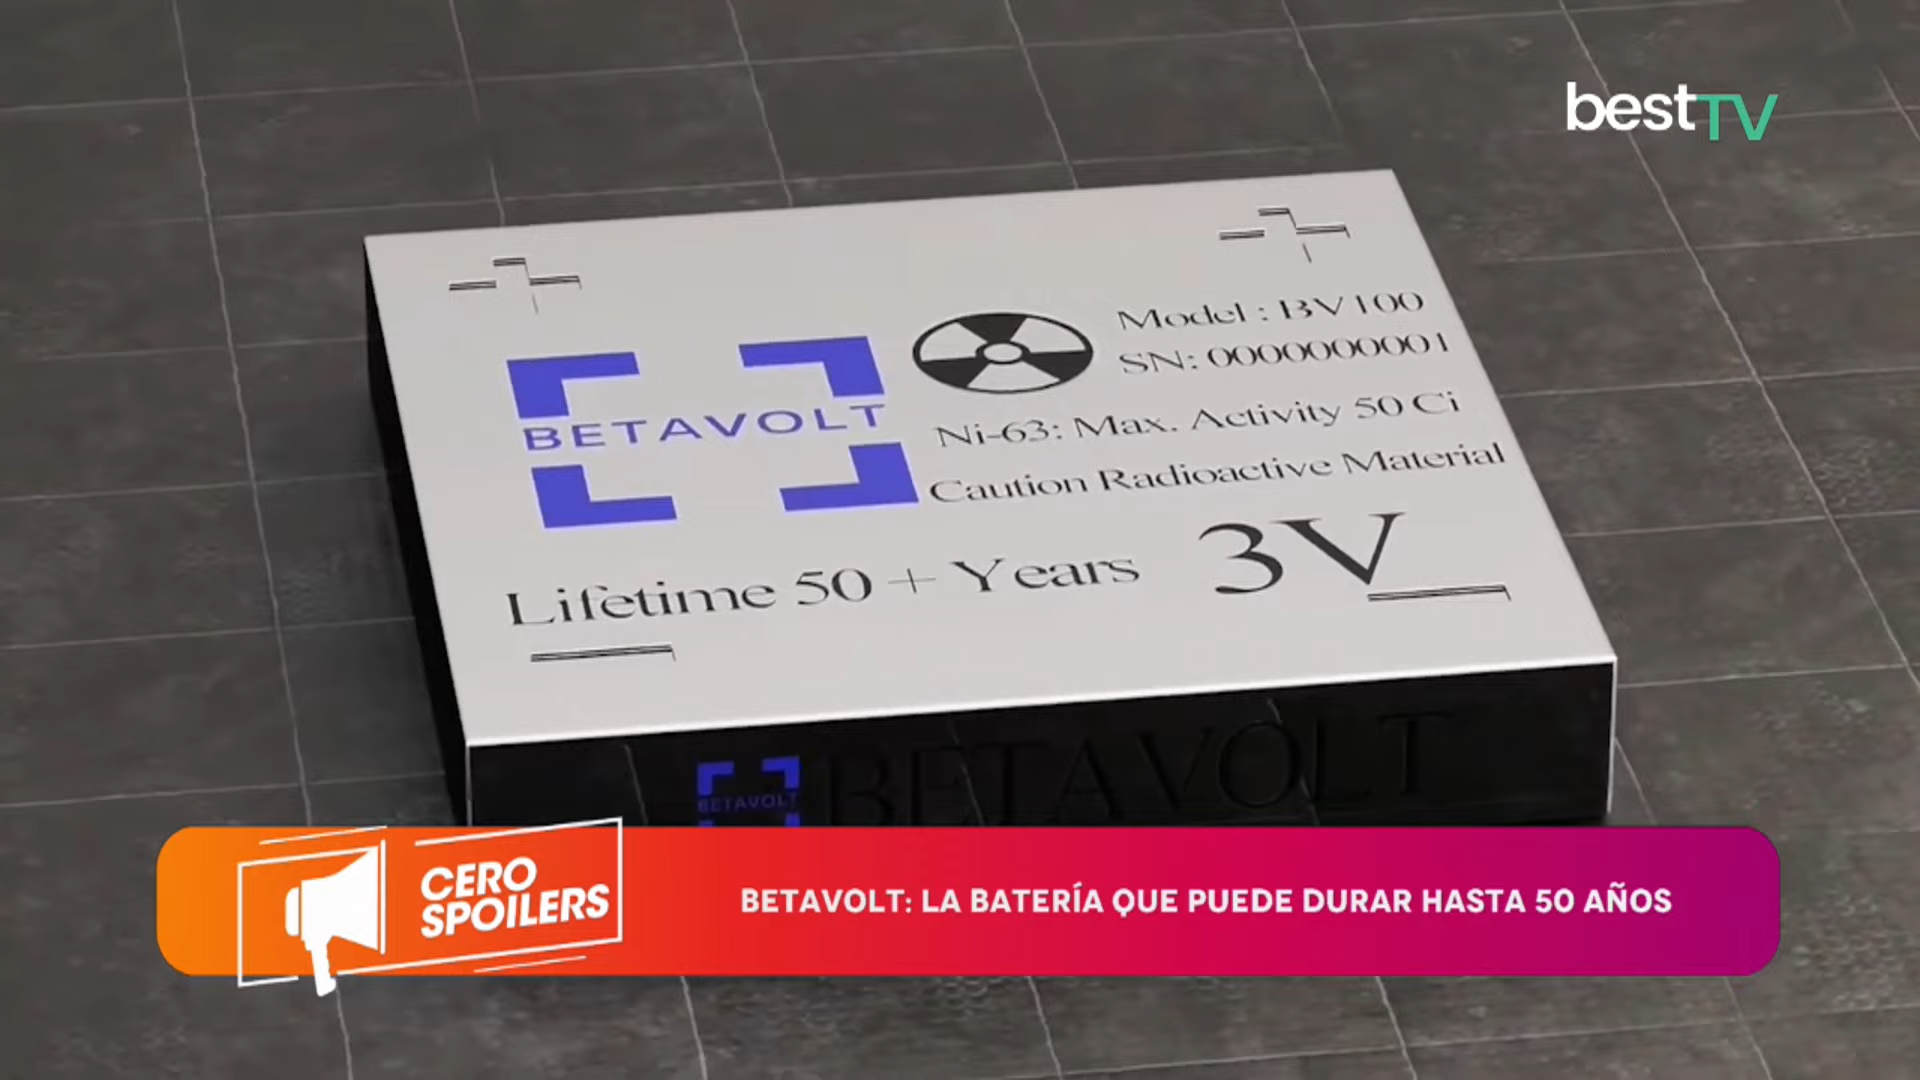 bestTV
Model : BV100
SN: 0000000001
BETAVOLT
Ni-63: Max. Activity 50 Ci
Caution Radioactive Material
Lifetime 50 + Years
3V
BETAVOLT
BETAVOLT
CERO
SPOILERS
BETAVOLT: LA BATERÍA QUE PUEDE DURAR HASTA 50 AÑOS